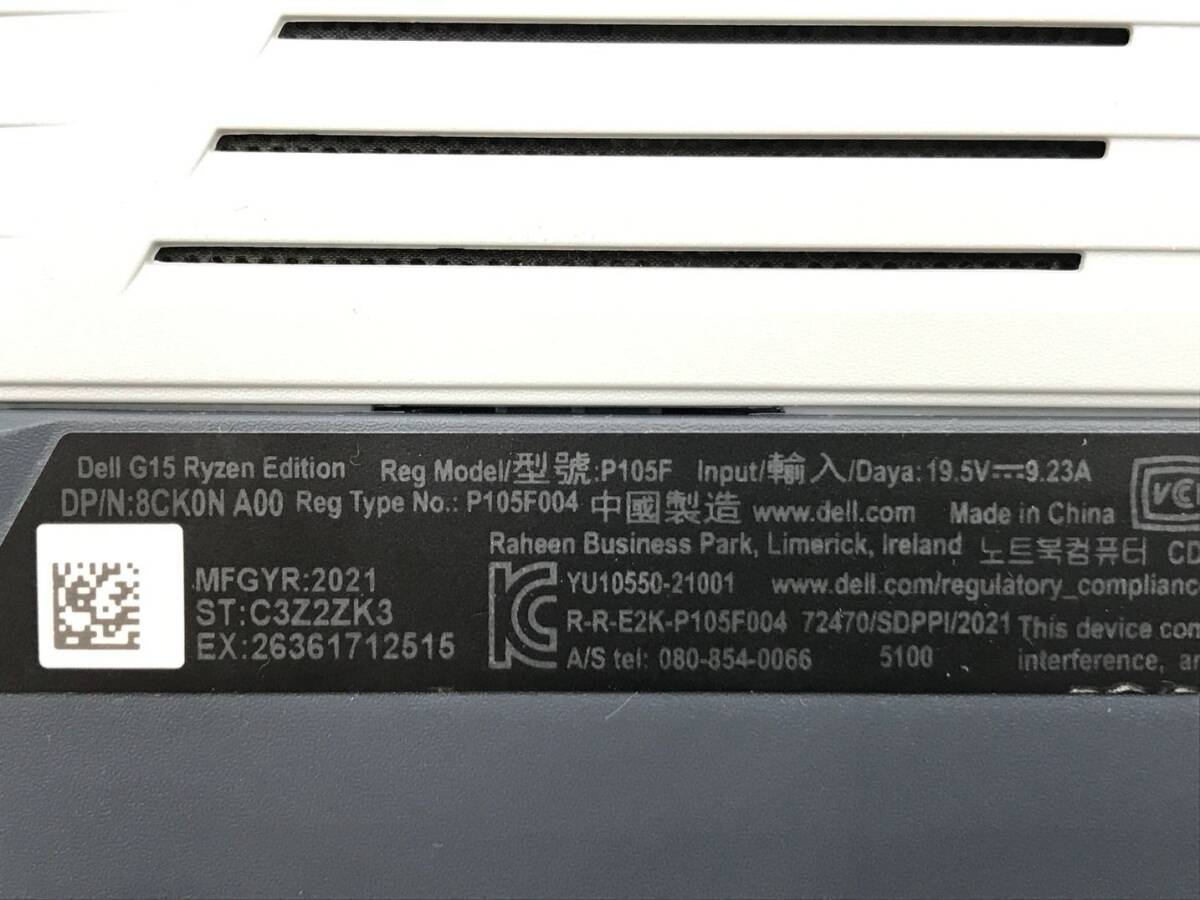 Dell G15 Ryzen Edition Reg Model/型號:P105F Input/輸入/Daya: 19.5V⎓9.23A
DP/N:8CK0N A00 Reg Type No.: P105F004 中國製造 www.dell.com Made in China
Raheen Business Park, Limerick, Ireland 노트북컴퓨터
MFGYR:2021 YU10550-21001 www.dell.com/regulatory_complianc
ST:C3Z2ZK3 R-R-E2K-P105F004 72470/SDPPI/2021 This device com
EX:26361712515 A/S tel: 080-854-0066 5100 interference, an